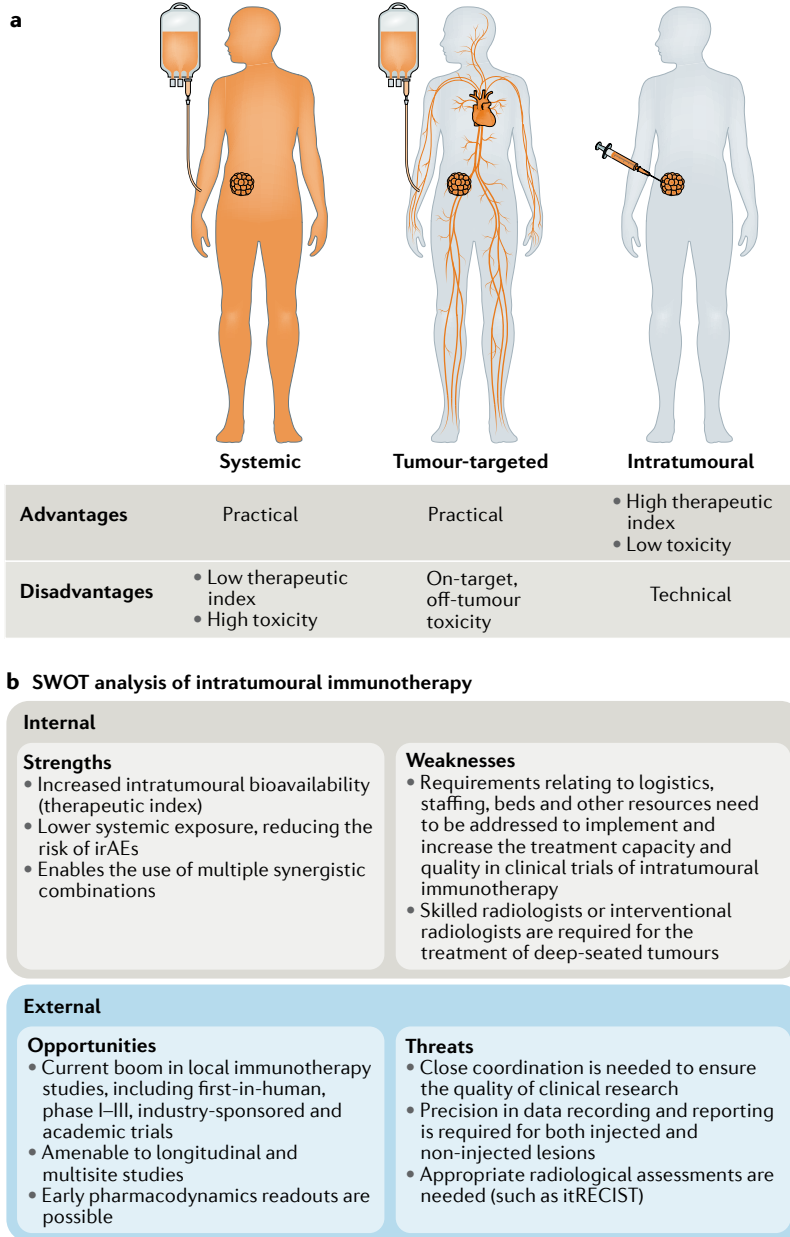 a
Systemic
Tumour-targeted
Intratumoural
Advantages
Practical
Practical
• High therapeutic
index
• Low toxicity
Disadvantages
• Low therapeutic
index
• High toxicity
On-target,
off-tumour
toxicity
Technical
b SWOT analysis of intratumoural immunotherapy
Internal
Strengths
• Increased intratumoural bioavailability
(therapeutic index)
• Lower systemic exposure, reducing the
risk of irAEs
• Enables the use of multiple synergistic
combinations
Weaknesses
• Requirements relating to logistics,
staffing, beds and other resources need
to be addressed to implement and
increase the treatment capacity and
quality in clinical trials of intratumoural
immunotherapy
• Skilled radiologists or interventional
radiologists are required for the
treatment of deep-seated tumours
External
Opportunities
• Current boom in local immunotherapy
studies, including first-in-human,
phase I–III, industry-sponsored and
academic trials
• Amenable to longitudinal and
multisite studies
• Early pharmacodynamics readouts are
possible
Threats
• Close coordination is needed to ensure
the quality of clinical research
• Precision in data recording and reporting
is required for both injected and
non-injected lesions
• Appropriate radiological assessments are
needed (such as itRECIST)